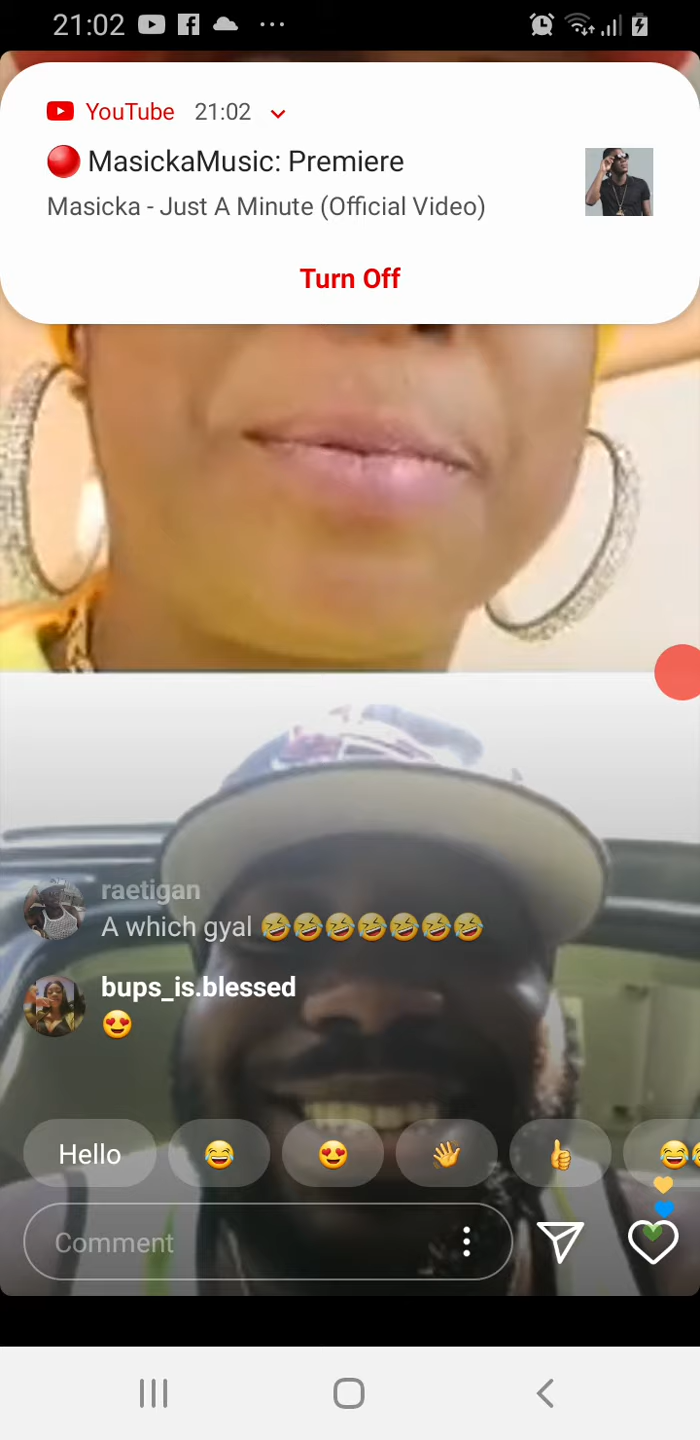 21:02
YouTube 21:02
🔴 MasickaMusic: Premiere
Masicka - Just A Minute (Official Video)
Turn Off
raetigan
A which gyal 🤣🤣🤣🤣🤣🤣🤣
bups_is.blessed
😍
Hello 😂 😍 👋 👍 😂
Comment